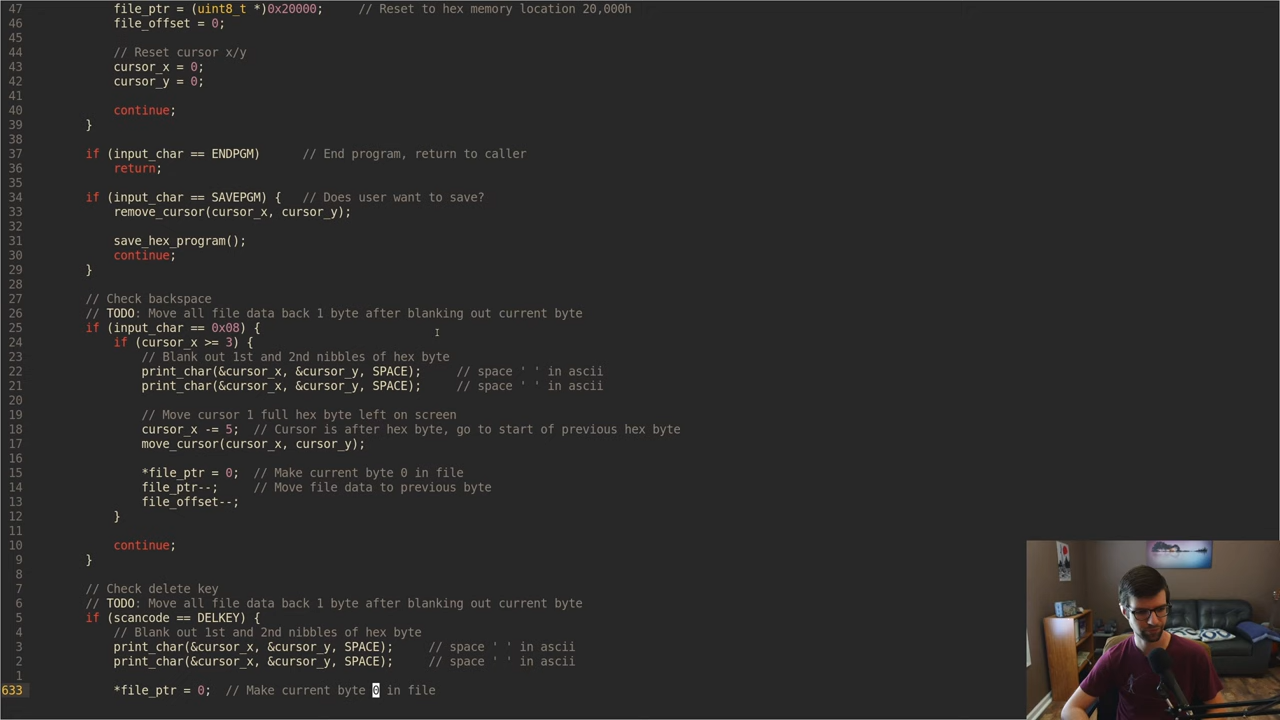 47 file_ptr = (uint8_t *)0x20000; // Reset to hex memory location 20,000h
46 file_offset = 0;
45
44 // Reset cursor x/y
43 cursor_x = 0;
42 cursor_y = 0;
41
40 continue;
39 }
38
37 if (input_char == ENDPGM) // End program, return to caller
36 return;
35
34 if (input_char == SAVEPGM) { // Does user want to save?
33 remove_cursor(cursor_x, cursor_y);
32
31 save_hex_program();
30 continue;
29 }
28
27 // Check backspace
26 // TODO: Move all file data back 1 byte after blanking out current byte
25 if (input_char == 0x08) {
24 if (cursor_x >= 3) {
23 // Blank out 1st and 2nd nibbles of hex byte
22 print_char(&cursor_x, &cursor_y, SPACE); // space ' ' in ascii
21 print_char(&cursor_x, &cursor_y, SPACE); // space ' ' in ascii
20
19 // Move cursor 1 full hex byte left on screen
18 cursor_x -= 5; // Cursor is after hex byte, go to start of previous hex byte
17 move_cursor(cursor_x, cursor_y);
16
15 *file_ptr = 0; // Make current byte 0 in file
14 file_ptr--; // Move file data to previous byte
13 file_offset--;
12 }
11
10 continue;
9 }
8
7 // Check delete key
6 // TODO: Move all file data back 1 byte after blanking out current byte
5 if (scancode == DELKEY) {
4 // Blank out 1st and 2nd nibbles of hex byte
3 print_char(&cursor_x, &cursor_y, SPACE); // space ' ' in ascii
2 print_char(&cursor_x, &cursor_y, SPACE); // space ' ' in ascii
1
633 *file_ptr = 0; // Make current byte 0 in file